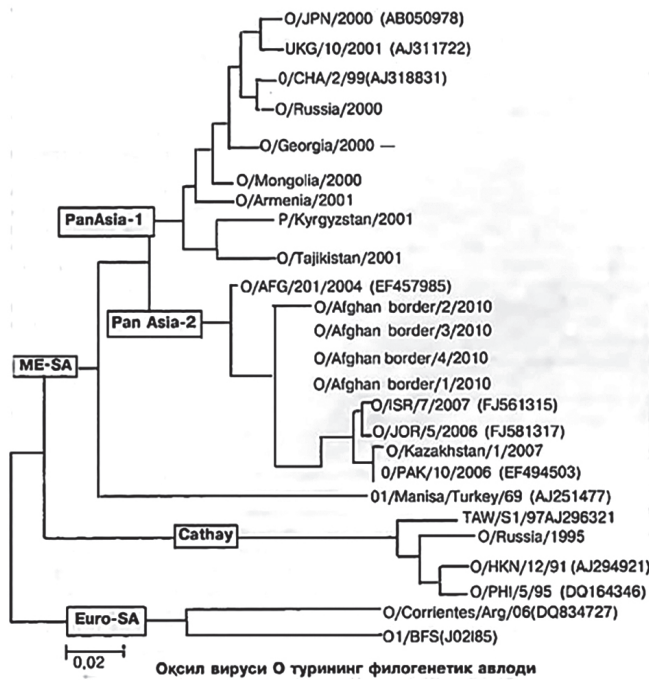 O/JPN/2000 (AB050978)
UKG/10/2001 (AJ311722)
0/CHA/2/99(AJ318831)
O/Russia/2000
O/Georgia/2000 —
O/Mongolia/2000
O/Armenia/2001
PanAsia-1
P/Kyrgyzstan/2001
O/Tajikistan/2001
O/AFG/201/2004 (EF457985)
O/Afghan border/2/2010
Pan Asia-2
O/Afghan border/3/2010
O/Afghan border/4/2010
ME-SA
O/Afghan border/1/2010
O/ISR/7/2007 (FJ561315)
O/JOR/5/2006 (FJ581317)
O/Kazakhstan/1/2007
0/PAK/10/2006 (EF494503)
01/Manisa/Turkey/69 (AJ251477)
TAW/S1/97AJ296321
Cathay
O/Russia/1995
O/HKN/12/91 (AJ294921)
O/PHI/5/95 (DQ164346)
O/Corrientes/Arg/06(DQ834727)
Euro-SA
O1/BFS(J02I85)
0,02
Оқсил вируси О турининг филогенетик авлоди